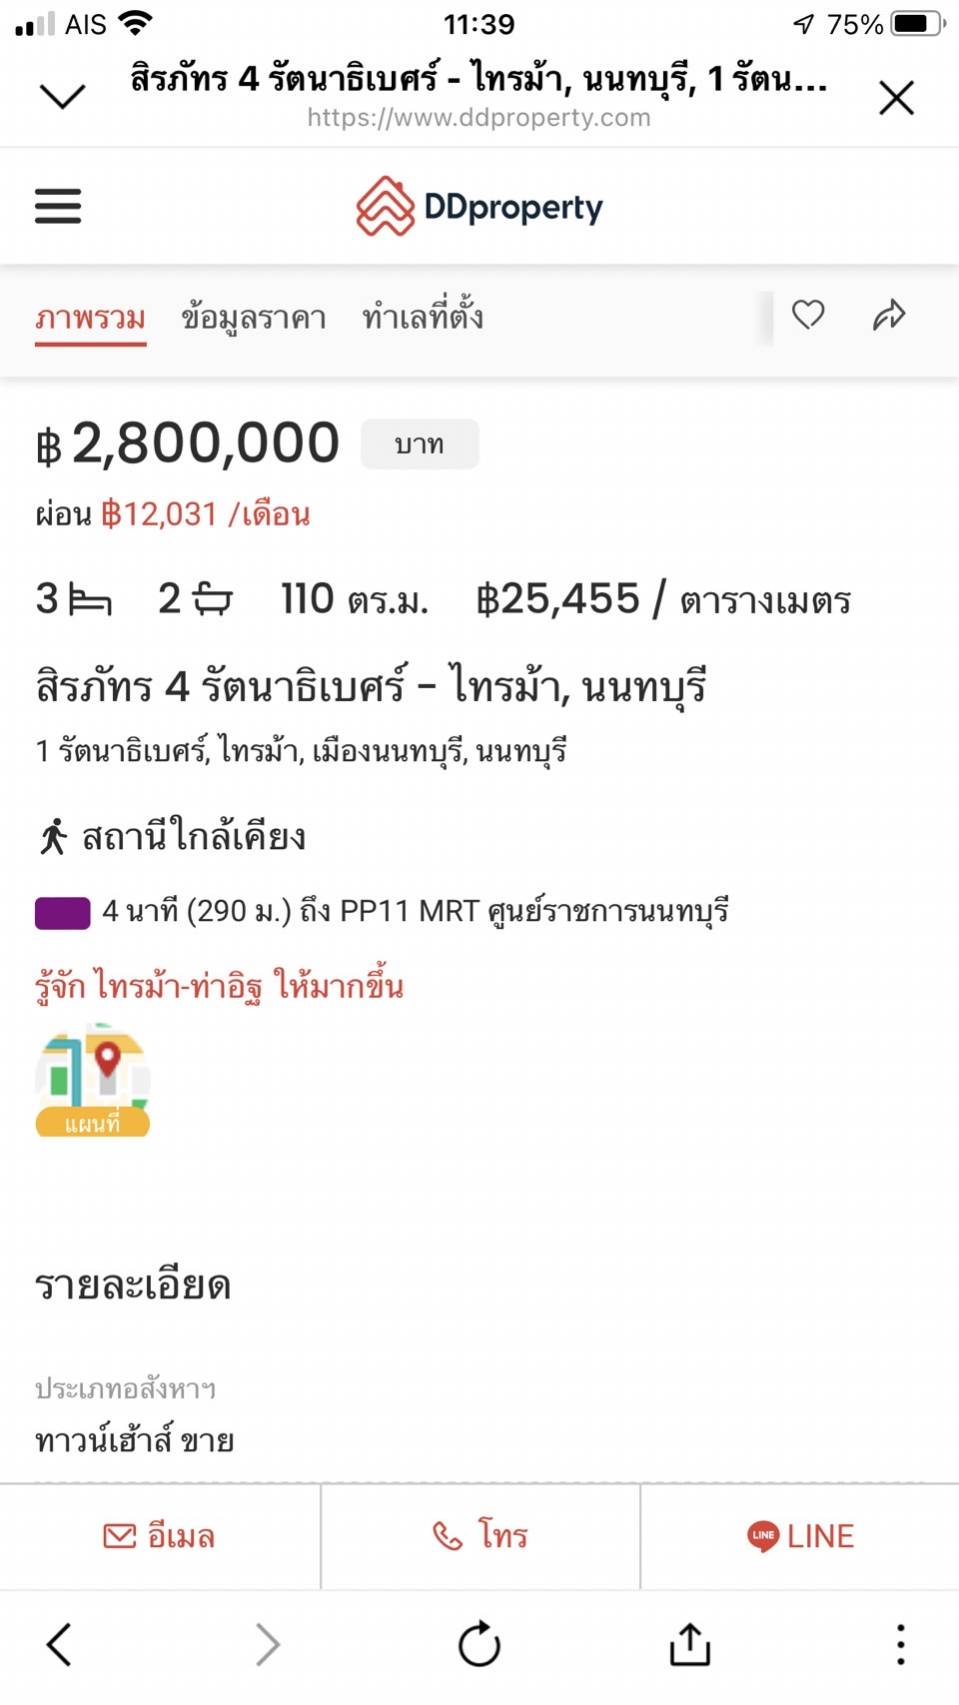 AIS 11:39 75%
สิรภัทร 4 รัตนาธิเบศร์ - ไทรม้า, นนทบุรี, 1 รัตน...
https://www.ddproperty.com
DDproperty
ภาพรวม ข้อมูลราคา ทำเลที่ตั้ง
฿ 2,800,000 บาท
ผ่อน ฿12,031 /เดือน
3 2 110 ตร.ม. ฿25,455 / ตารางเมตร
สิรภัทร 4 รัตนาธิเบศร์ - ไทรม้า, นนทบุรี
1 รัตนาธิเบศร์, ไทรม้า, เมืองนนทบุรี, นนทบุรี
สถานีใกล้เคียง
4 นาที (290 ม.) ถึง PP11 MRT ศูนย์ราชการนนทบุรี
รู้จัก ไทรม้า-ท่าอิฐ ให้มากขึ้น
แผนที่
รายละเอียด
ประเภทอสังหาฯ
ทาวน์เฮ้าส์ ขาย
อีเมล โทร LINE LINE